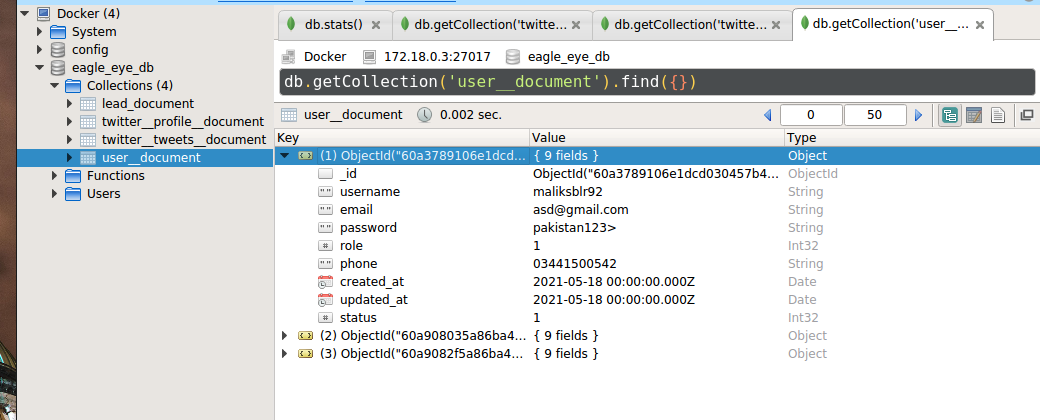 Docker (4)
System
config
eagle_eye_db
Collections (4)
lead_document
twitter__profile__document
twitter__tweets__document
user__document
Functions
Users
db.stats()
db.getCollection('twitte...
db.getCollection('twitte...
db.getCollection('user__...
Docker 172.18.0.3:27017 eagle_eye_db
db.getCollection('user__document').find({})
user__document 0.002 sec. 0 50
Key Value Type
(1) ObjectId("60a3789106e1dcd... { 9 fields } Object
_id ObjectId("60a3789106e1dcd030457b4... ObjectId
username maliksblr92 String
email asd@gmail.com String
password pakistan123> String
role 1 Int32
phone 03441500542 String
created_at 2021-05-18 00:00:00.000Z Date
updated_at 2021-05-18 00:00:00.000Z Date
status 1 Int32
(2) ObjectId("60a908035a86ba4... { 9 fields } Object
(3) ObjectId("60a9082f5a86ba4... { 9 fields } Object